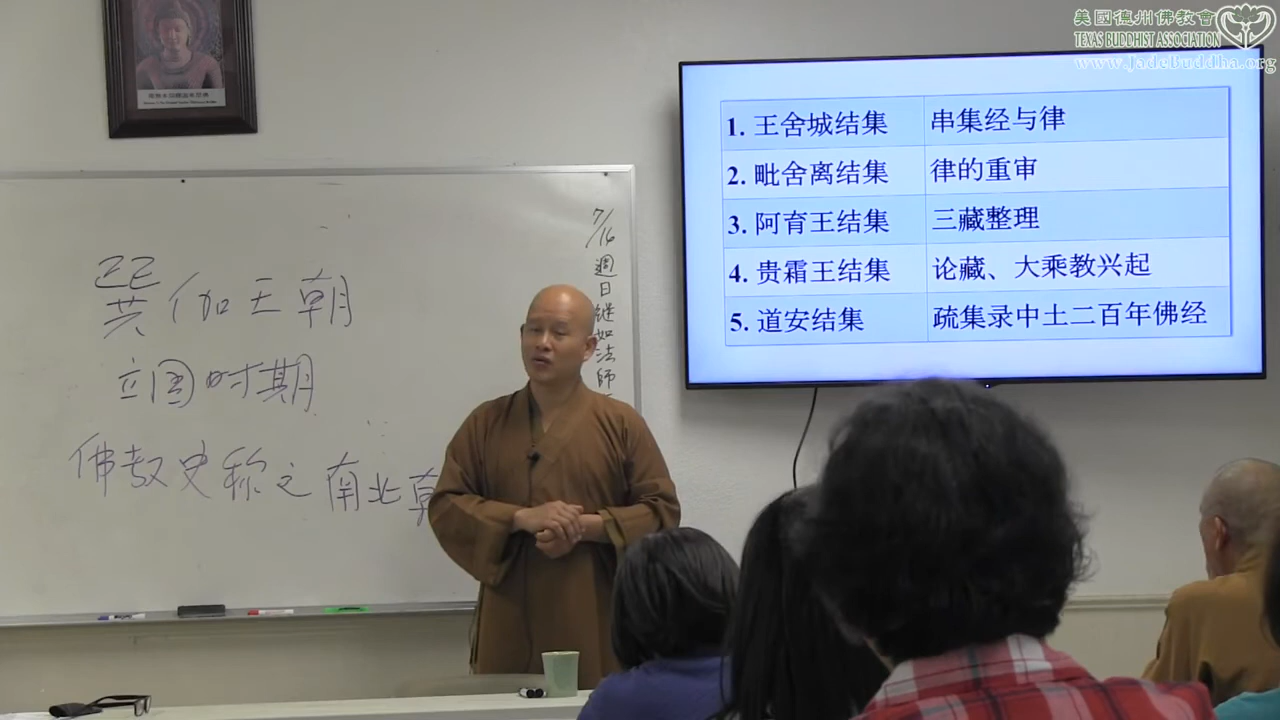 美國德州佛教會
TEXAS BUDDHIST ASSOCIATION
www.JadeBuddha.org
1. 王舍城结集 串集经与律
2. 毗舍离结集 律的重审
3. 阿育王结集 三藏整理
4. 贵霜王结集 论藏、大乘教兴起
5. 道安结集 疏集录中土二百年佛经
7/16 週日继如法師
伽王朝
立国时期
佛教史称之南北朝